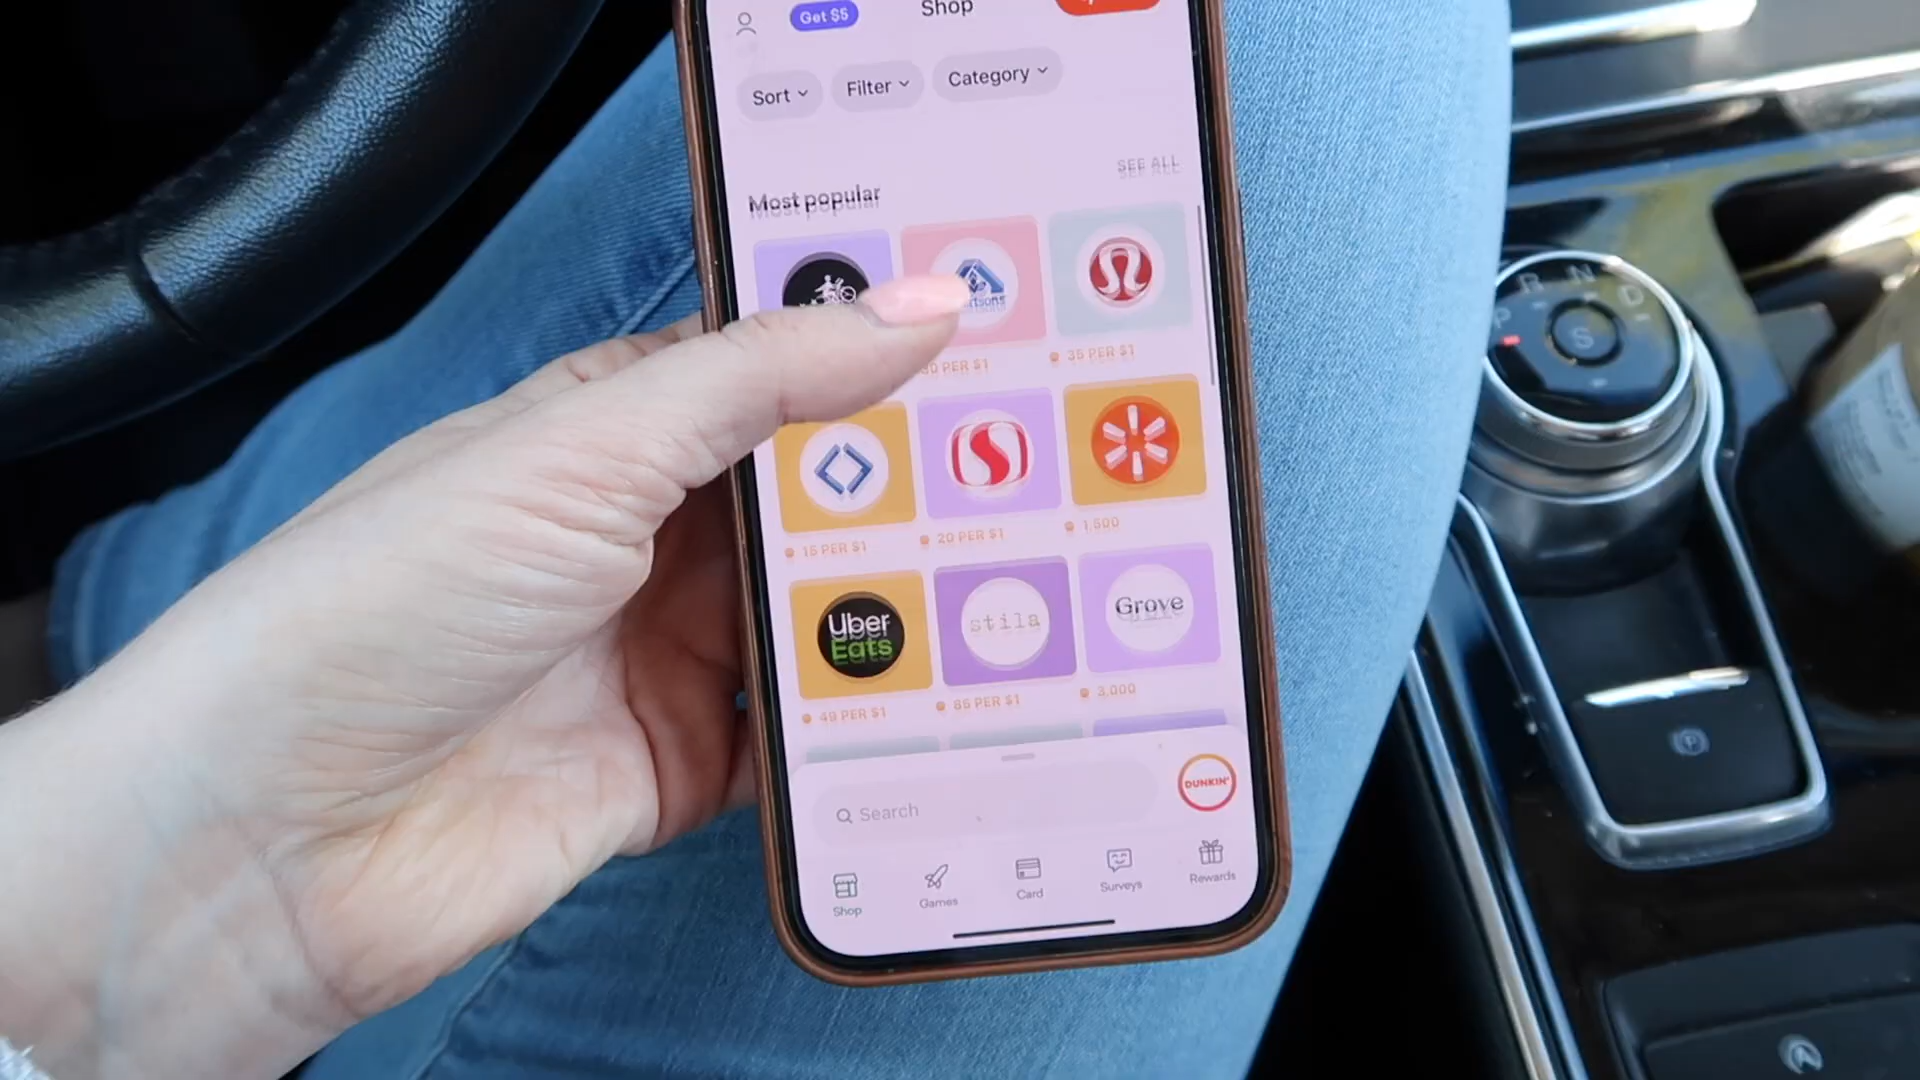 Get $5
Shop
Sort
Filter
Category
SEE ALL
Most popular
35 PER $1
15 PER $1
20 PER $1
1,500
Uber
Eats
stila
Grove
49 PER $1
85 PER $1
3,000
Search
DUNKIN'
Shop
Games
Card
Surveys
Rewards
P
R
N
D
S
P